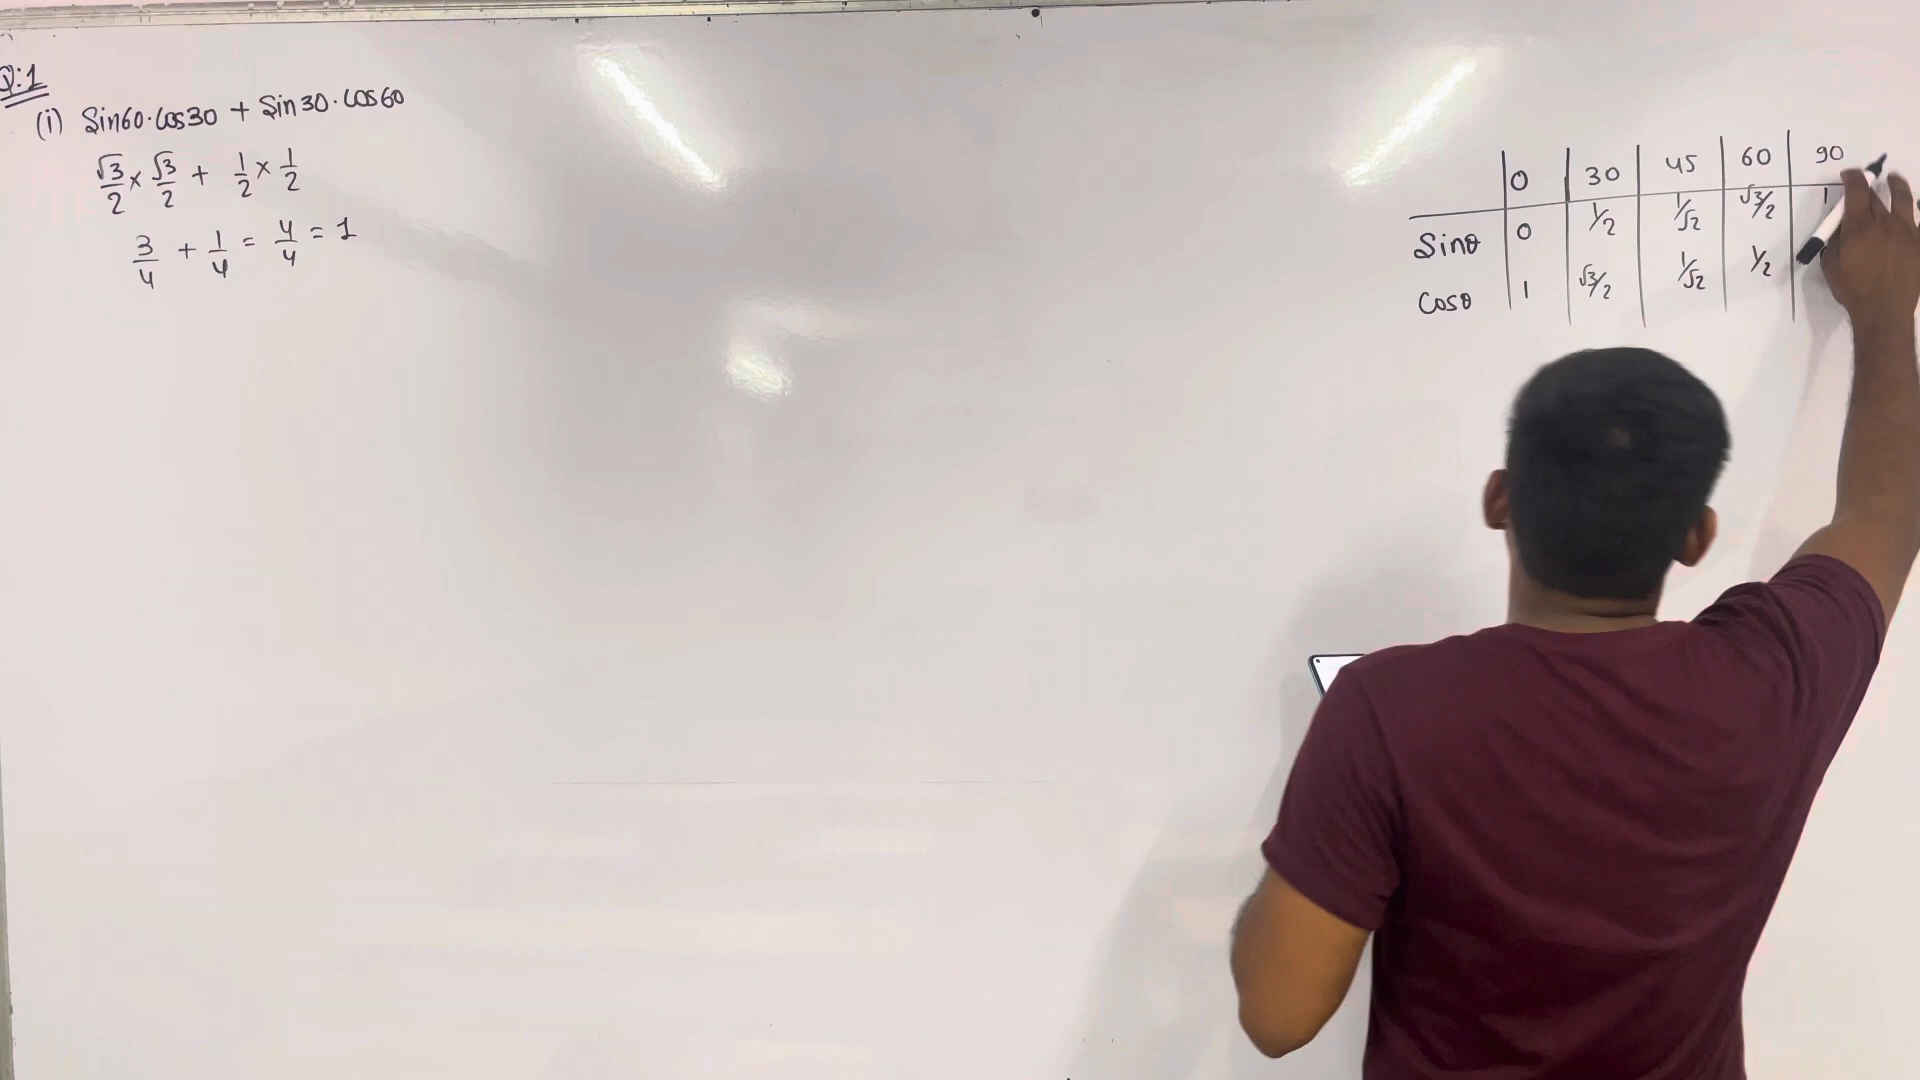 Q:1
(i) Sin60·Cos30 + Sin30·Cos60
√3/2 × √3/2 + 1/2 × 1/2
3/4 + 1/4 = 4/4 = 1
0 30 45 60 90
Sinθ 0 1/2 1/√2 √3/2 1
Cosθ 1 √3/2 1/√2 1/2